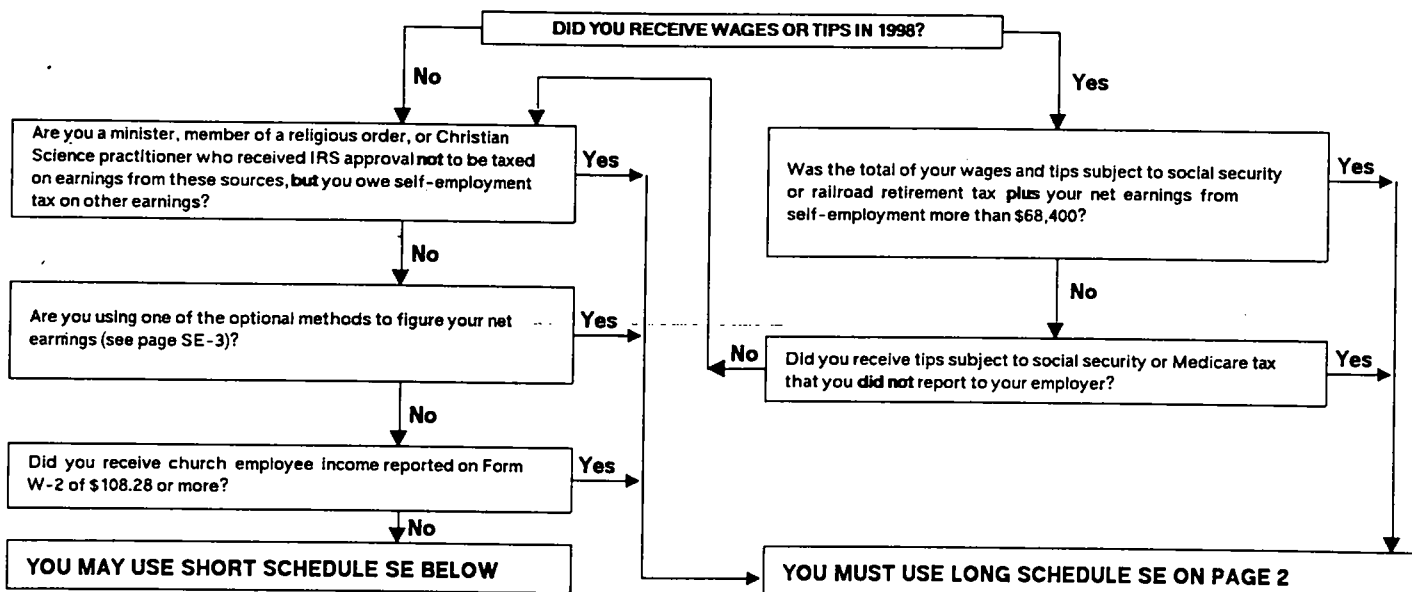 DID YOU RECEIVE WAGES OR TIPS IN 1998?
No
Yes
Are you a minister, member of a religious order, or Christian
Science practitioner who received IRS approval not to be taxed
on earnings from these sources, but you owe self-employment
tax on other earnings?
Yes
Was the total of your wages and tips subject to social security
or railroad retirement tax plus your net earnings from
self-employment more than $68,400?
Yes
No
No
Are you using one of the optional methods to figure your net
earnings (see page SE-3)?
Yes
No
Did you receive tips subject to social security or Medicare tax
that you did not report to your employer?
Yes
No
Did you receive church employee income reported on Form
W-2 of $108.28 or more?
Yes
No
YOU MAY USE SHORT SCHEDULE SE BELOW
YOU MUST USE LONG SCHEDULE SE ON PAGE 2